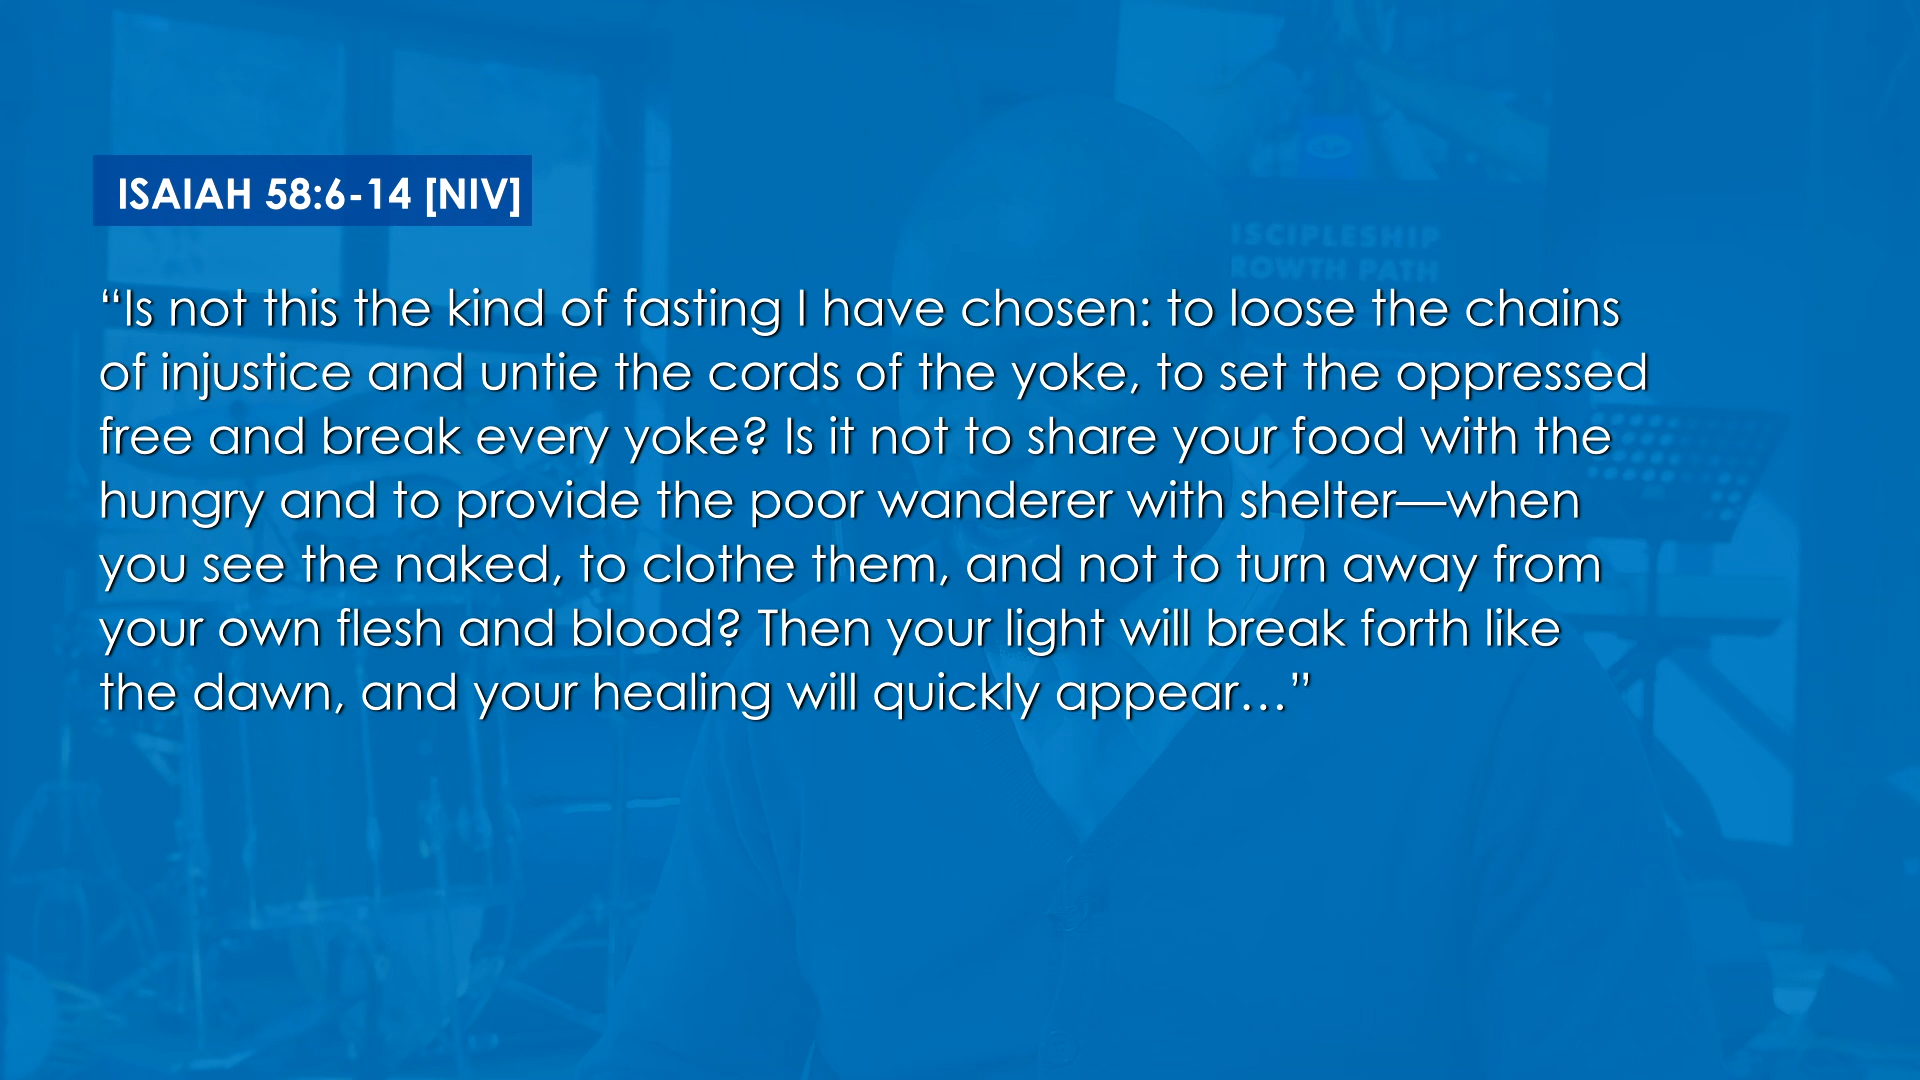 ISAIAH 58:6-14 [NIV]
ISCIPLESHIP
ROWTH PATH
“Is not this the kind of fasting I have chosen: to loose the chains
of injustice and untie the cords of the yoke, to set the oppressed
free and break every yoke? Is it not to share your food with the
hungry and to provide the poor wanderer with shelter—when
you see the naked, to clothe them, and not to turn away from
your own flesh and blood? Then your light will break forth like
the dawn, and your healing will quickly appear…”